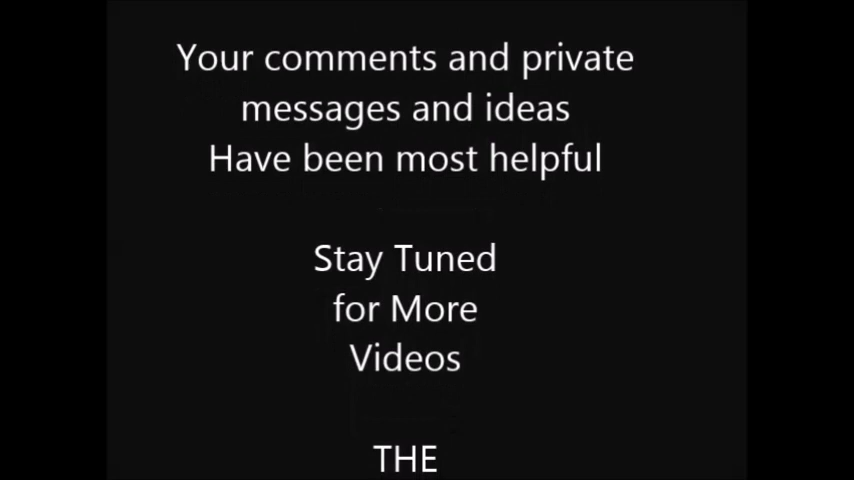 Your comments and private
messages and ideas
Have been most helpful
Stay Tuned
for More
Videos
THE